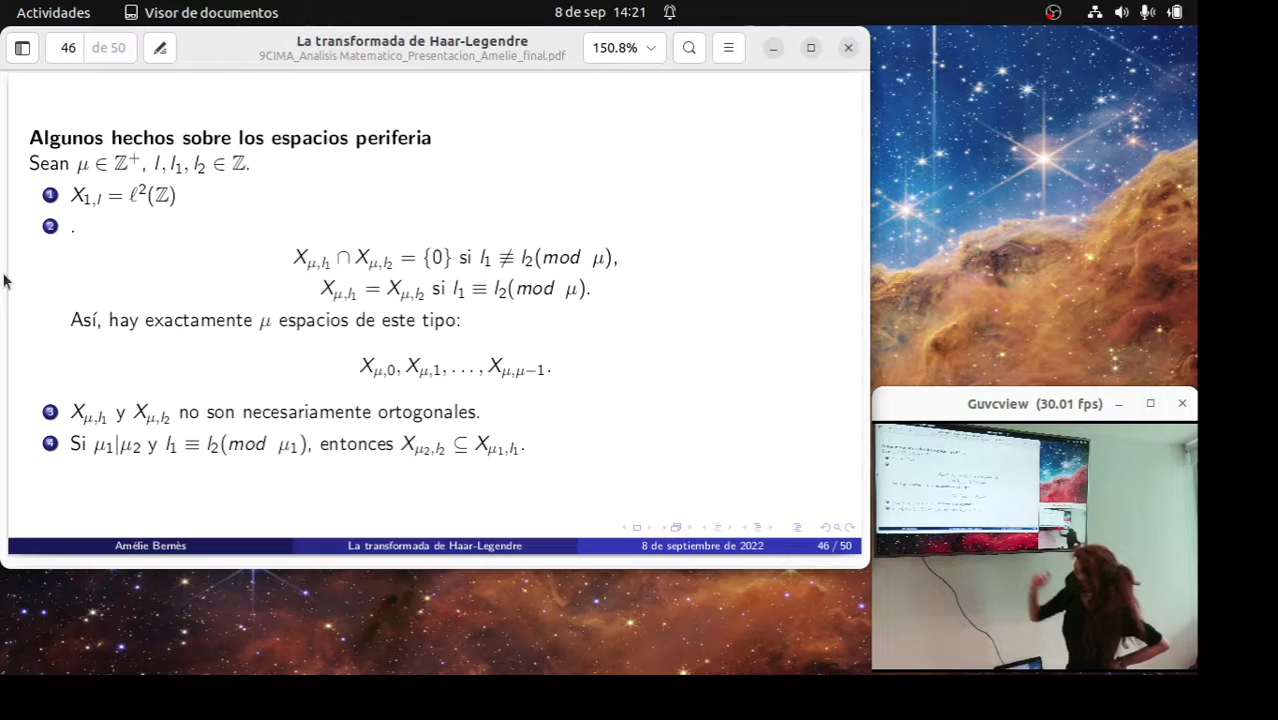 Actividades Visor de documentos 8 de sep 14:21
46 de 50 La transformada de Haar-Legendre 150.8%
9CIMA_Analisis Matematico_Presentacion_Amelie_final.pdf
Algunos hechos sobre los espacios periferia
Sean μ ∈ ℤ⁺, l, l₁, l₂ ∈ ℤ.
1 X_{1,l} = ℓ²(ℤ)
2 .
X_{μ,l₁} ∩ X_{μ,l₂} = {0} si l₁ ≢ l₂(mod μ),
X_{μ,l₁} = X_{μ,l₂} si l₁ ≡ l₂(mod μ).
Así, hay exactamente μ espacios de este tipo:
X_{μ,0}, X_{μ,1}, . . . , X_{μ,μ−1}.
3 X_{μ,l₁} y X_{μ,l₂} no son necesariamente ortogonales.
4 Si μ₁|μ₂ y l₁ ≡ l₂(mod μ₁), entonces X_{μ₂,l₂} ⊆ X_{μ₁,l₁}.
Amélie Bernès La transformada de Haar-Legendre 8 de septiembre de 2022 46 / 50
Guvcview (30.01 fps)